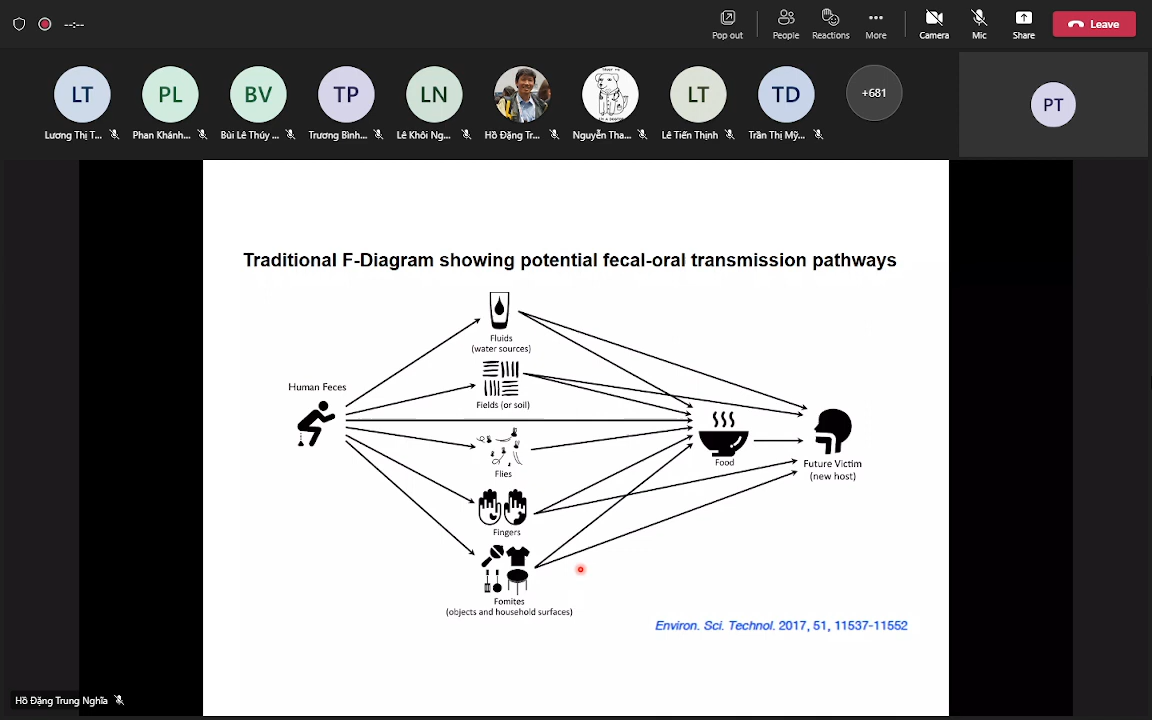 --:--
Pop out
People
Reactions
More
Camera
Mic
Share
Leave
LT
PL
BV
TP
LN
LT
TD
+681
PT
Lương Thị T...
Phan Khánh...
Bùi Lê Thúy ...
Trương Bình...
Lê Khôi Ng...
Hồ Đặng Tr...
Nguyễn Tha...
Lê Tiến Thịnh
Trần Thị Mỹ...
Traditional F-Diagram showing potential fecal-oral transmission pathways
Fluids
(water sources)
Human Feces
Fields (or soil)
Food
Future Victim
(new host)
Flies
Fingers
Fomites
(objects and household surfaces)
Environ. Sci. Technol. 2017, 51, 11537-11552
Hồ Đặng Trung Nghĩa